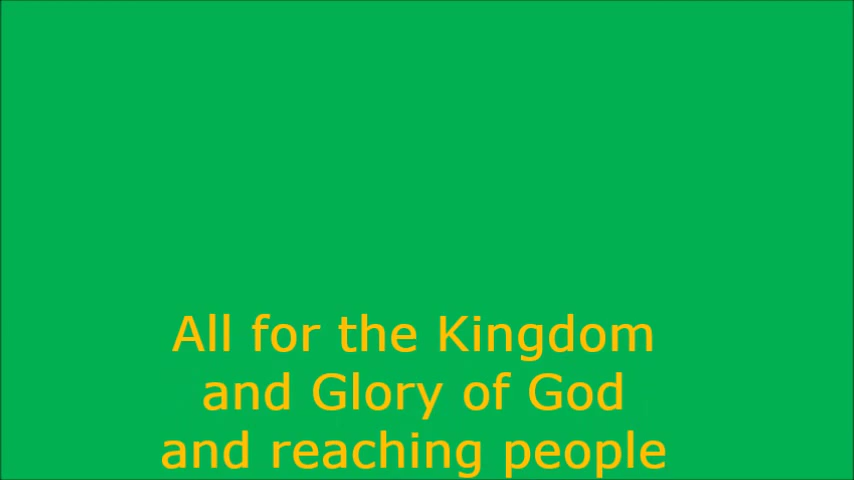 All for the Kingdom
and Glory of God
and reaching people